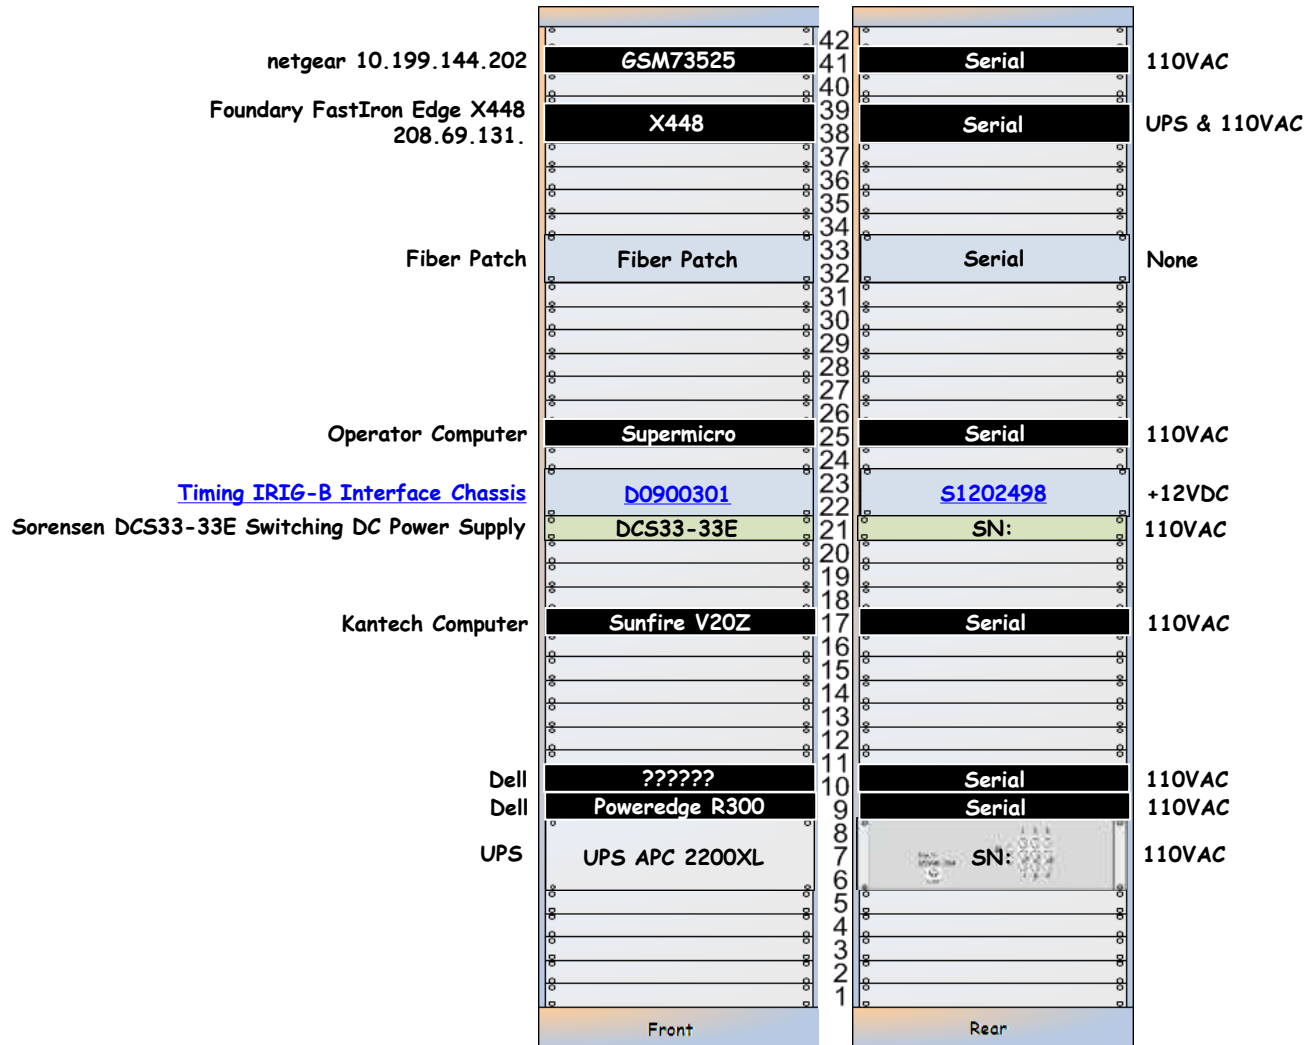 42
netgear 10.199.144.202 GSM73525 41 Serial 110VAC
40
Foundary FastIron Edge X448 39
208.69.131. X448 38 Serial UPS & 110VAC
37
36
35
34
33
Fiber Patch Fiber Patch 32 Serial None
31
30
29
28
27
26
Operator Computer Supermicro 25 Serial 110VAC
24
23
Timing IRIG-B Interface Chassis D0900301 22 S1202498 +12VDC
Sorensen DCS33-33E Switching DC Power Supply DCS33-33E 21 SN: 110VAC
20
19
18
Kantech Computer Sunfire V20Z 17 Serial 110VAC
16
15
14
13
12
11
Dell ?????? 10 Serial 110VAC
Dell Poweredge R300 9 Serial 110VAC
8
UPS UPS APC 2200XL 7 SN: 110VAC
6
5
4
3
2
1
Front Rear